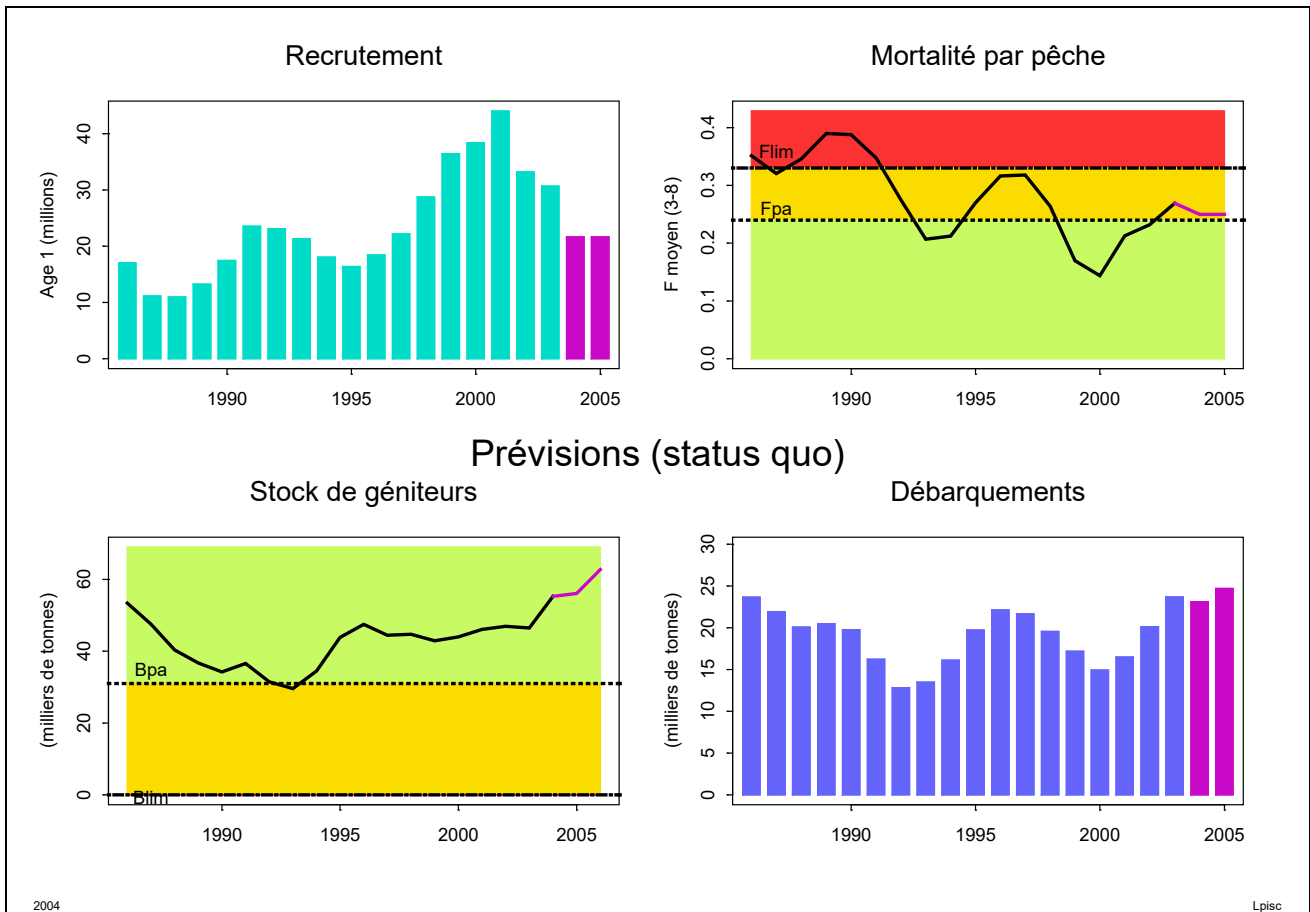 Recrutement
Age 1 (millions)
0 10 20 30 40
1990 1995 2000 2005
Mortalité par pêche
F moyen (3-8)
0.0 0.1 0.2 0.3 0.4
Flim
Fpa
1990 1995 2000 2005
Prévisions (status quo)
Stock de géniteurs
(milliers de tonnes)
0 20 40 60
Bpa
Blim
1990 1995 2000 2005
Débarquements
(milliers de tonnes)
0 5 10 15 20 25 30
1990 1995 2000 2005
2004
Lpisc